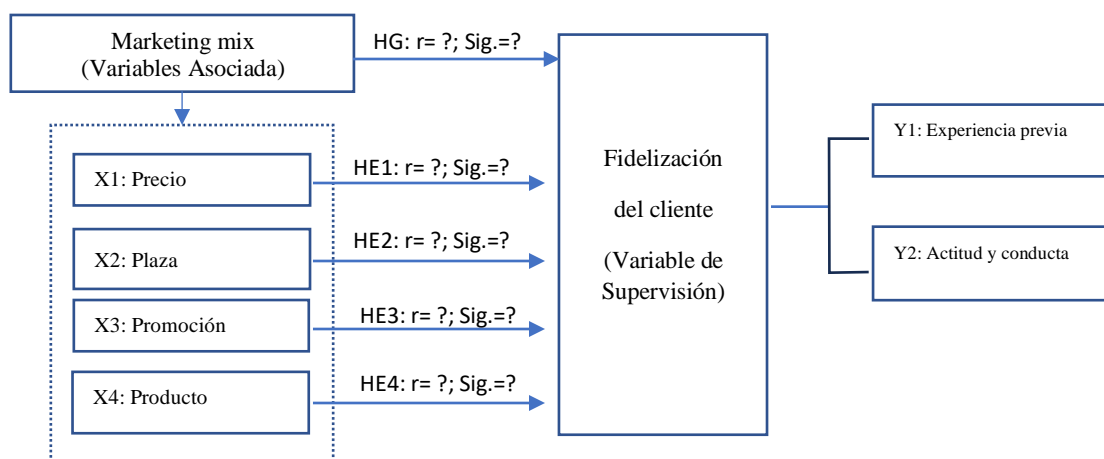 Marketing mix
(Variables Asociada)
HG: r= ?; Sig.=?
X1: Precio
HE1: r= ?; Sig.=?
X2: Plaza
HE2: r= ?; Sig.=?
X3: Promoción
HE3: r= ?; Sig.=?
X4: Producto
HE4: r= ?; Sig.=?
Fidelización
del cliente
(Variable de
Supervisión)
Y1: Experiencia previa
Y2: Actitud y conducta